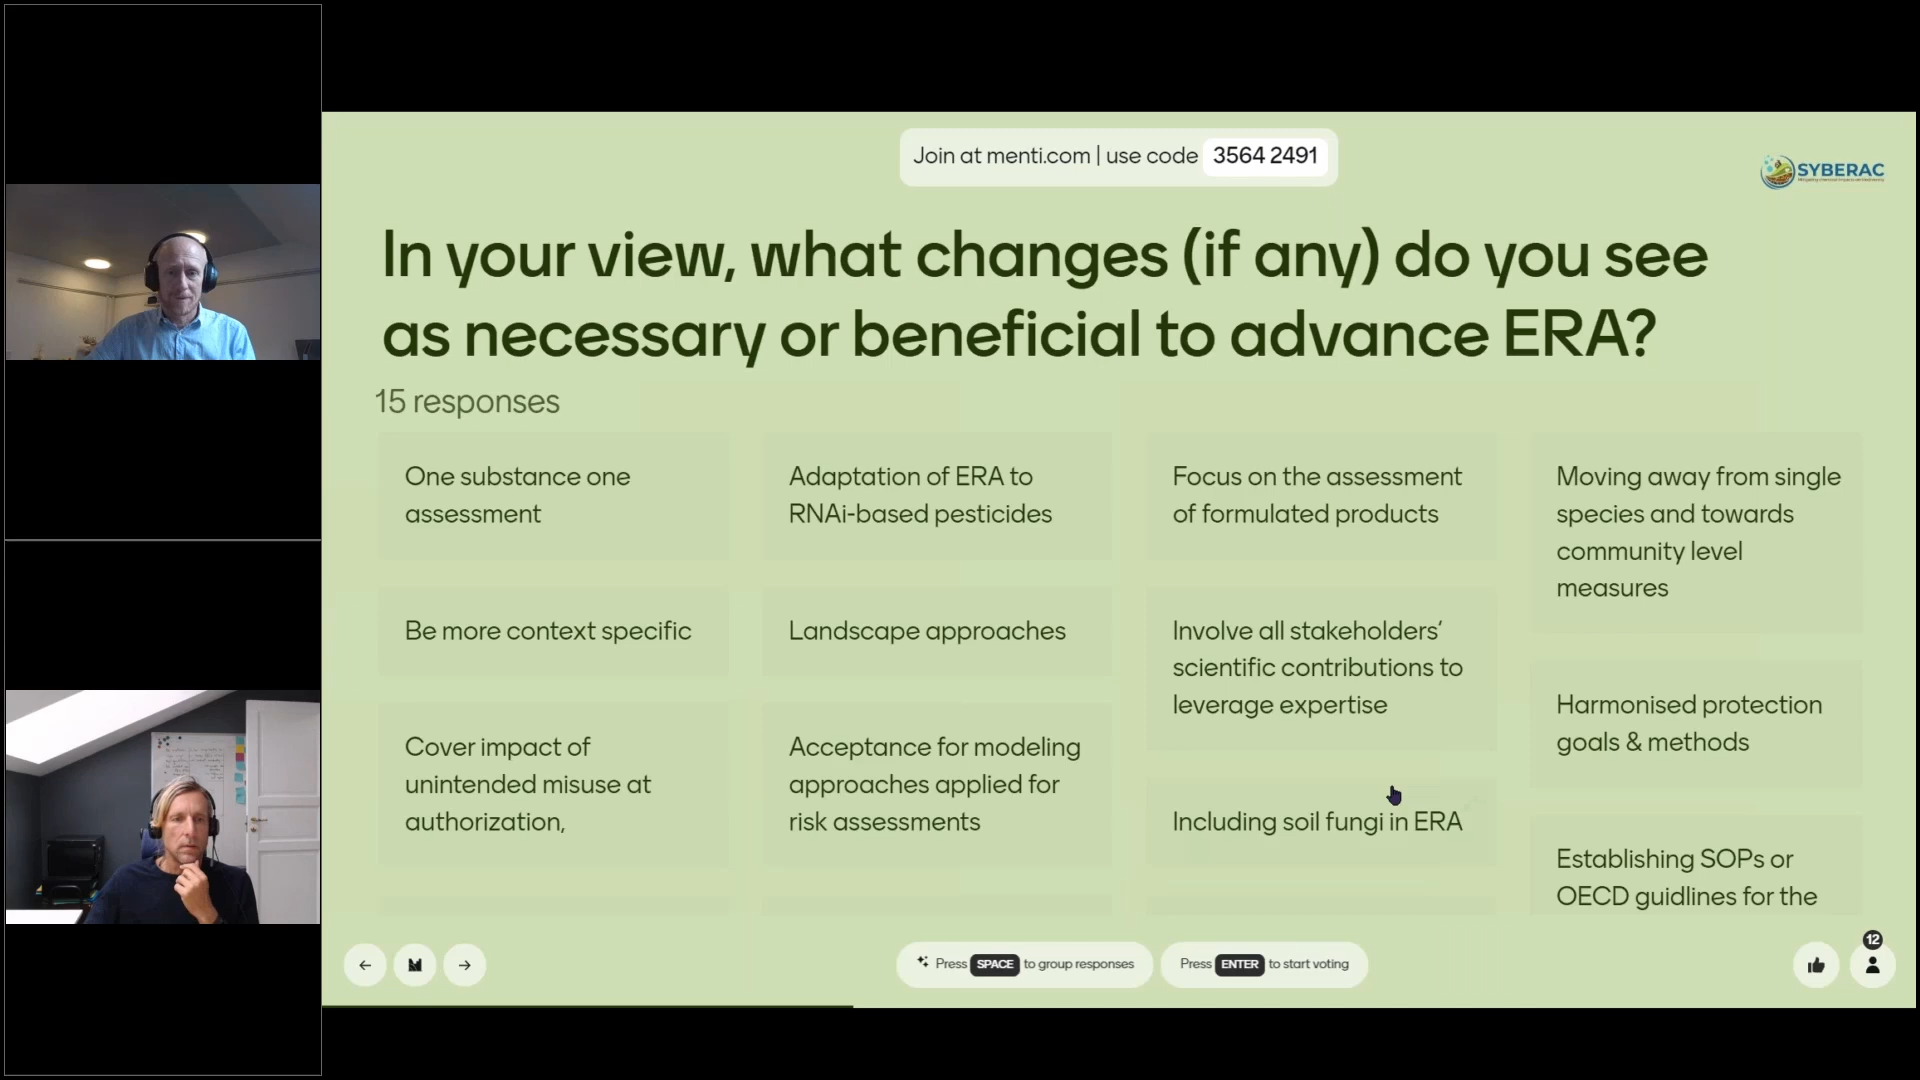 Join at menti.com | use code 3564 2491
SYBERAC
In your view, what changes (if any) do you see
as necessary or beneficial to advance ERA?
15 responses
One substance one
assessment
Be more context specific
Cover impact of
unintended misuse at
authorization,
Adaptation of ERA to
RNAi-based pesticides
Landscape approaches
Acceptance for modeling
approaches applied for
risk assessments
Focus on the assessment
of formulated products
Involve all stakeholders'
scientific contributions to
leverage expertise
Including soil fungi in ERA
Moving away from single
species and towards
community level
measures
Harmonised protection
goals & methods
Establishing SOPs or
OECD guidlines for the
Press SPACE to group responses
Press ENTER to start voting
12